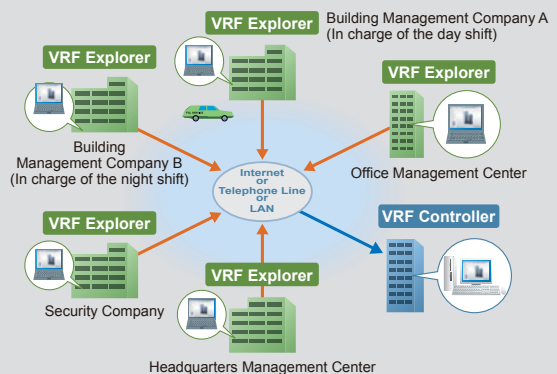 VRF Explorer
Building Management Company A
(In charge of the day shift)
VRF Explorer
VRF Explorer
Building
Management Company B
(In charge of the night shift)
Office Management Center
Internet
or
Telephone Line
or
LAN
VRF Explorer
VRF Controller
Security Company
VRF Explorer
Headquarters Management Center